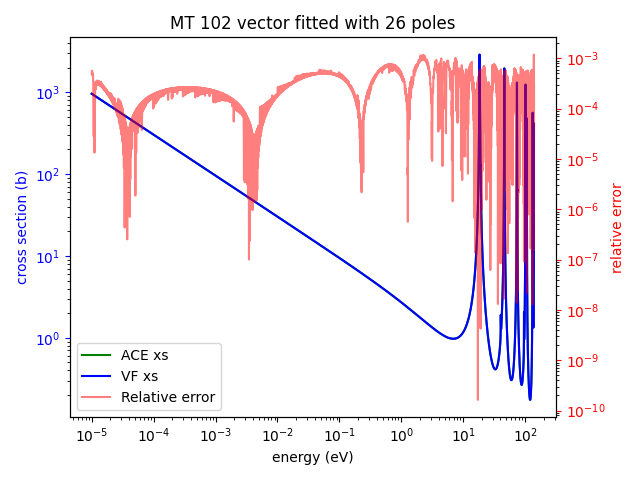 MT 102 vector fitted with 26 poles
cross section (b)
10³
10²
10¹
10⁰
10⁻³
10⁻⁴
10⁻⁵
10⁻⁶
10⁻⁷
10⁻⁸
10⁻⁹
10⁻¹⁰
relative error
ACE xs
VF xs
Relative error
10⁻⁵ 10⁻⁴ 10⁻³ 10⁻² 10⁻¹ 10⁰ 10¹ 10²
energy (eV)